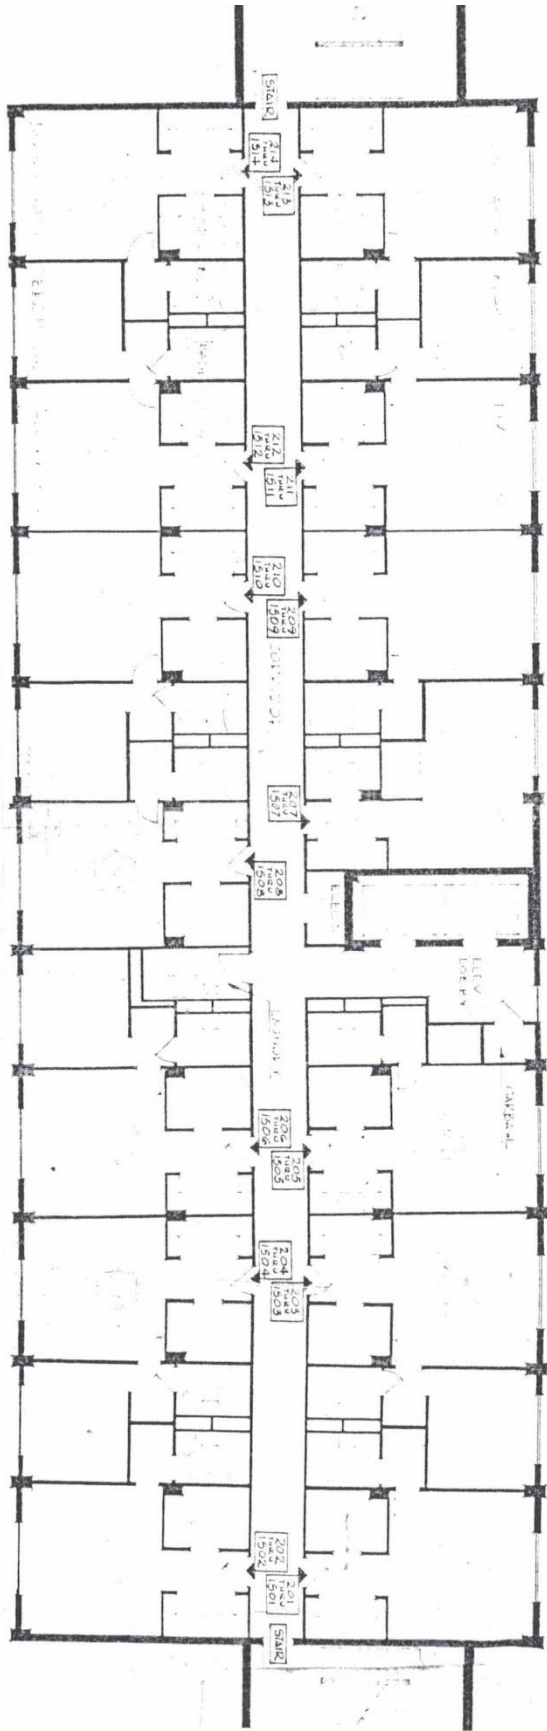 STAIR
214
THRU
1514
213
THRU
1513
212
THRU
1512
211
THRU
1511
210
THRU
1510
209
THRU
1509
CORRIDOR
207
THRU
1507
208
THRU
1508
ELEV
LOBBY
206
THRU
1506
205
THRU
1505
204
THRU
1504
203
THRU
1503
202
THRU
1502
201
THRU
1501
STAIR